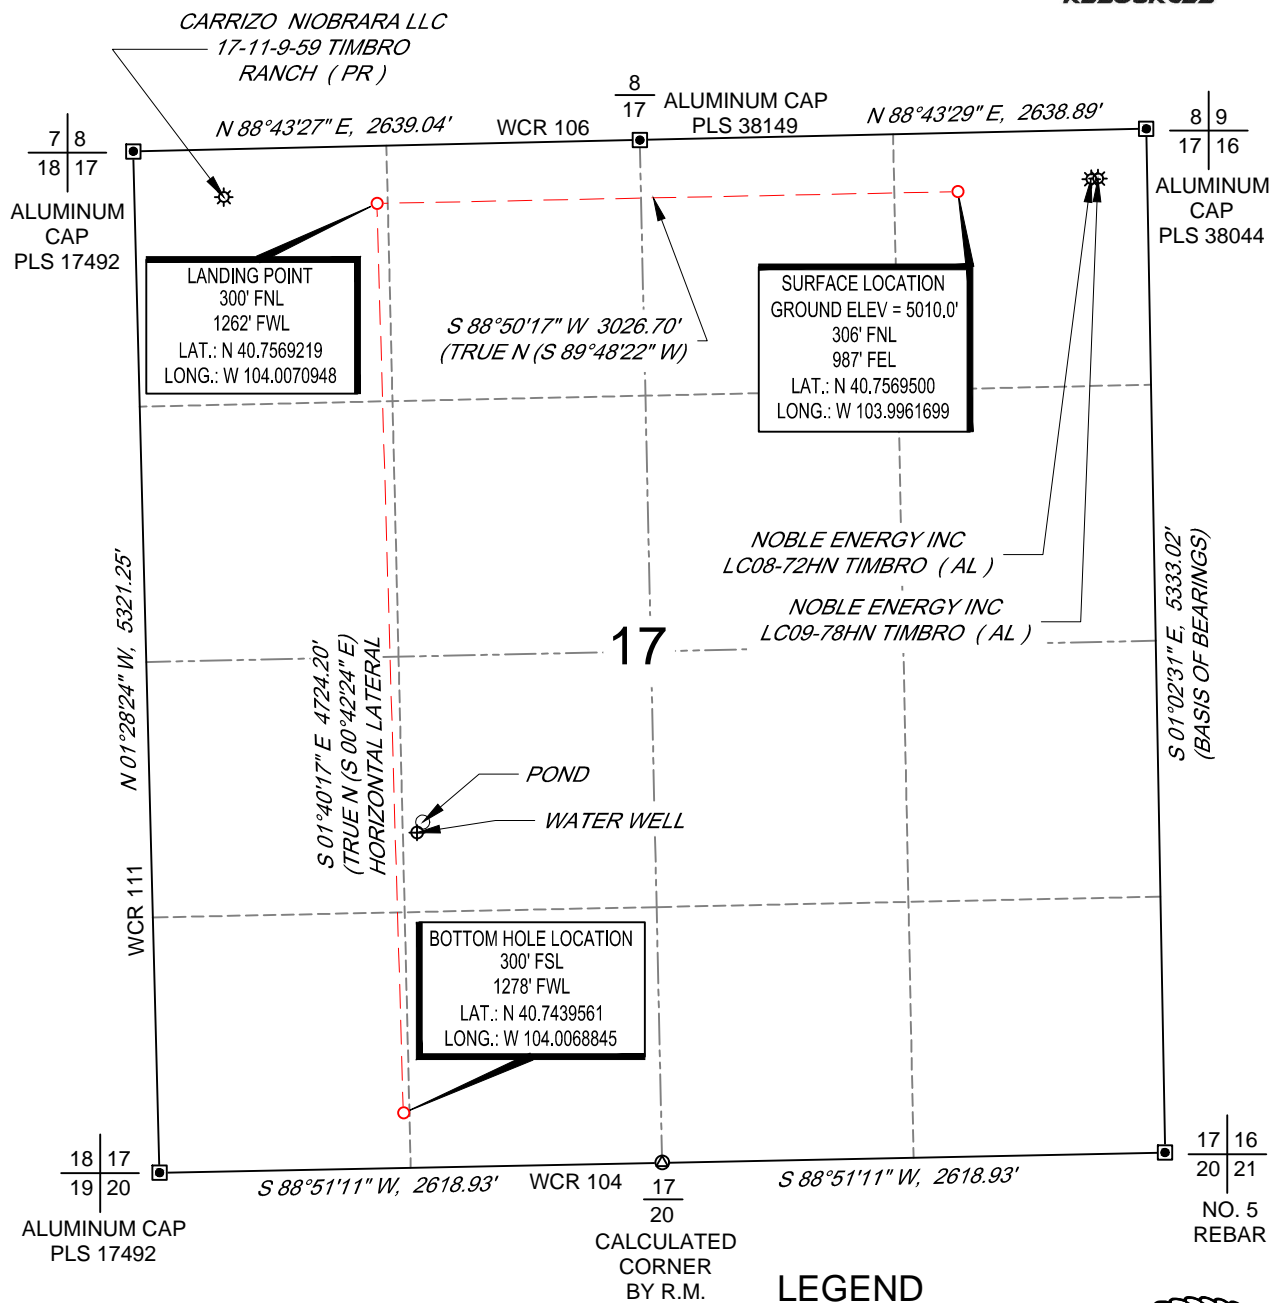 RESOURCES
CARRIZO NIOBRARA LLC
17-11-9-59 TIMBRO
RANCH ( PR )
8
17
ALUMINUM CAP
PLS 38149
N 88°43'27" E, 2639.04'
WCR 106
N 88°43'29" E, 2638.89'
7 8
18 17
ALUMINUM
CAP
PLS 17492
8 9
17 16
ALUMINUM
CAP
PLS 38044
LANDING POINT
300' FNL
1262' FWL
LAT.: N 40.7569219
LONG.: W 104.0070948
S 88°50'17" W 3026.70'
(TRUE N (S 89°48'22" W)
SURFACE LOCATION
GROUND ELEV = 5010.0'
306' FNL
987' FEL
LAT.: N 40.7569500
LONG.: W 103.9961699
NOBLE ENERGY INC
LC08-72HN TIMBRO ( AL )
NOBLE ENERGY INC
LC09-78HN TIMBRO ( AL )
N 01°28'24" W, 5321.25'
WCR 111
S 01°40'17" E 4724.20'
(TRUE N (S 00°42'24" E)
HORIZONTAL LATERAL
17
S 01°02'31" E, 5333.02'
(BASIS OF BEARINGS)
POND
WATER WELL
BOTTOM HOLE LOCATION
300' FSL
1278' FWL
LAT.: N 40.7439561
LONG.: W 104.0068845
18 17
19 20
ALUMINUM CAP
PLS 17492
S 88°51'11" W, 2618.93'
WCR 104
17
20
CALCULATED
CORNER
BY R.M.
S 88°51'11" W, 2618.93'
17 16
20 21
NO. 5
REBAR
LEGEND